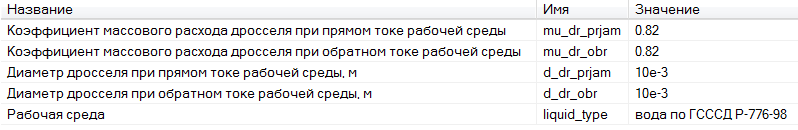 Название Имя Значение
Коэффициент массового расхода дросселя при прямом токе рабочей среды mu_dr_prjam 0.82
Коэффициент массового расхода дросселя при обратном токе рабочей среды mu_dr_obr 0.82
Диаметр дросселя при прямом токе рабочей среды, м d_dr_prjam 10e-3
Диаметр дросселя при обратном токе рабочей среды, м d_dr_obr 10e-3
Рабочая среда liquid_type вода по ГСССД Р-776-98